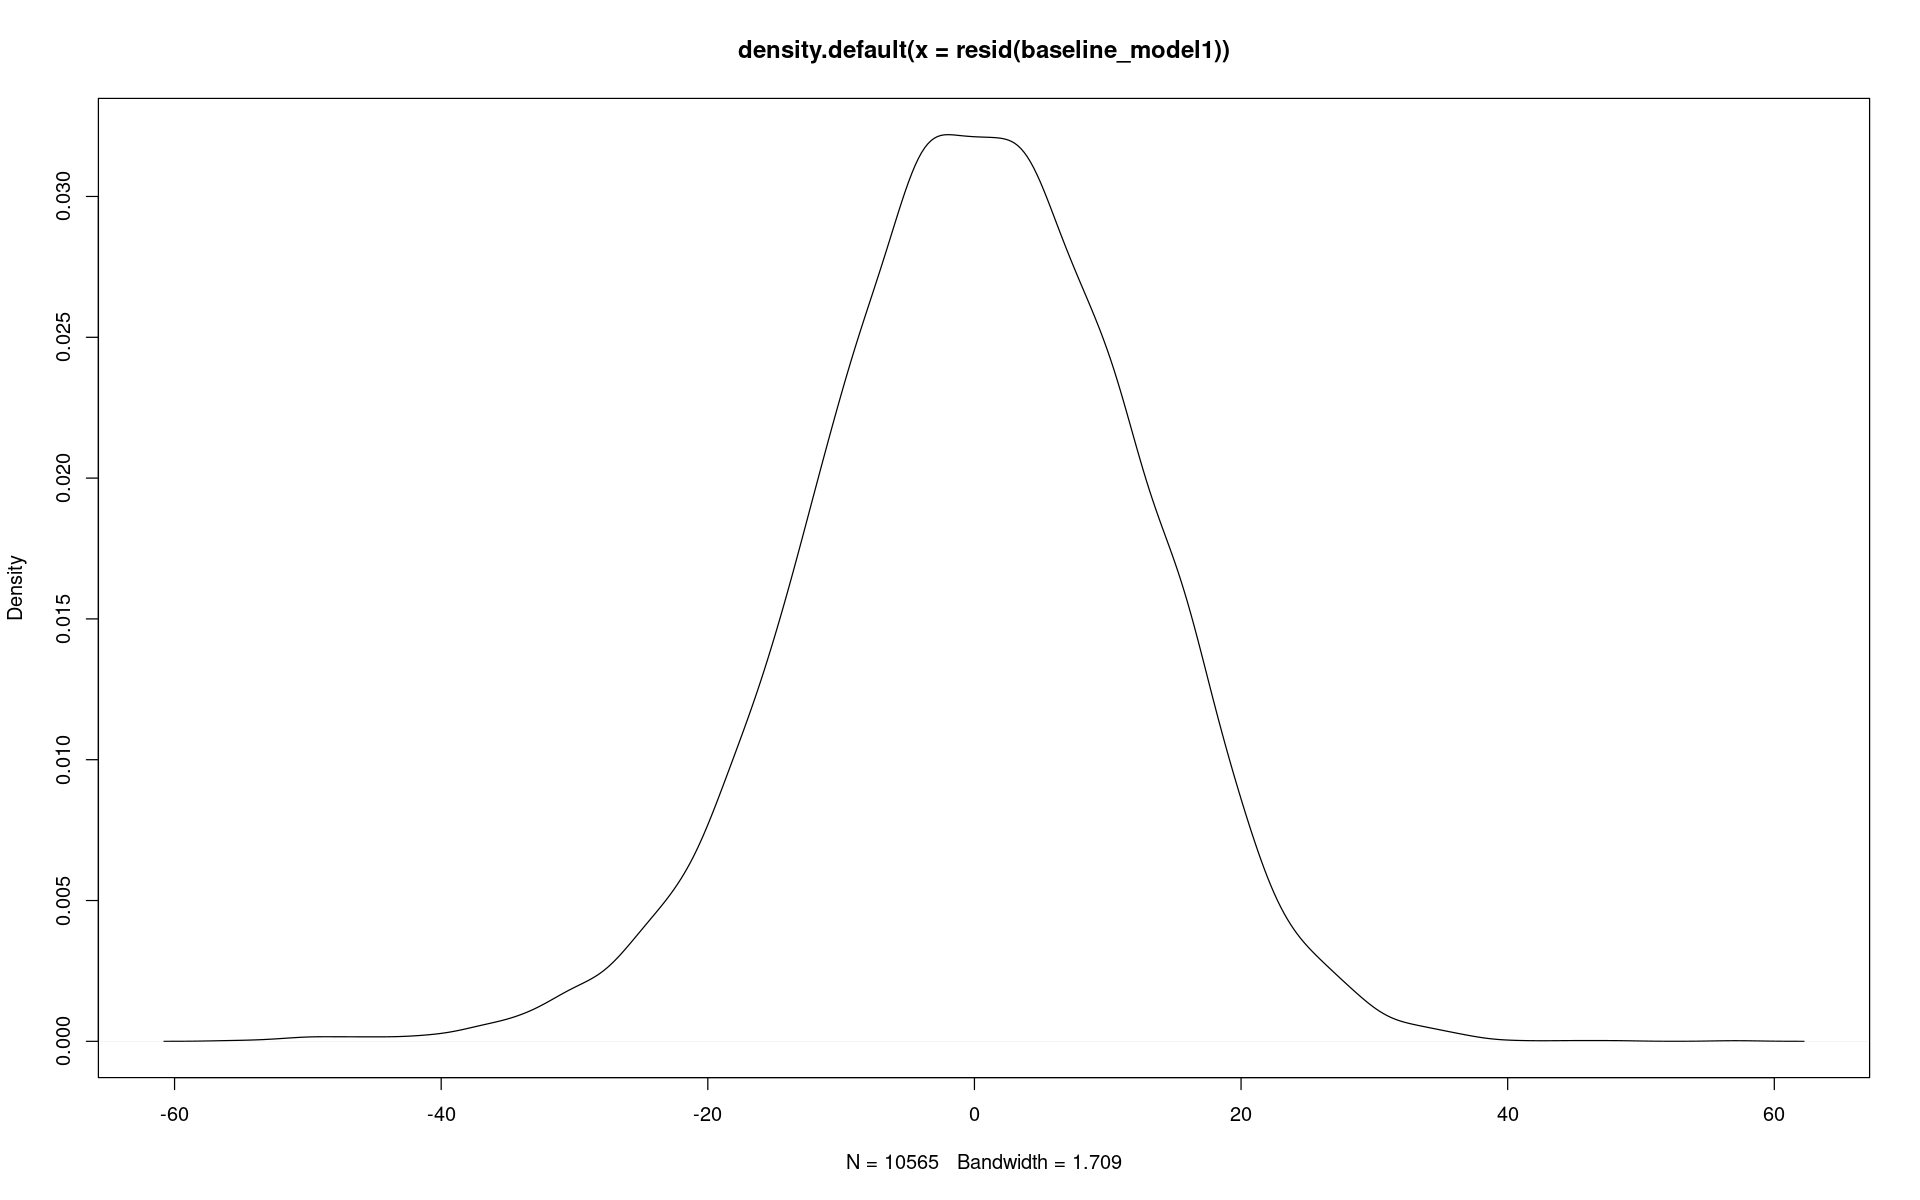 density.default(x = resid(baseline_model1))
Density
0.030
0.025
0.020
0.015
0.010
0.005
0.000
-60 -40 -20 0 20 40 60
N = 10565 Bandwidth = 1.709